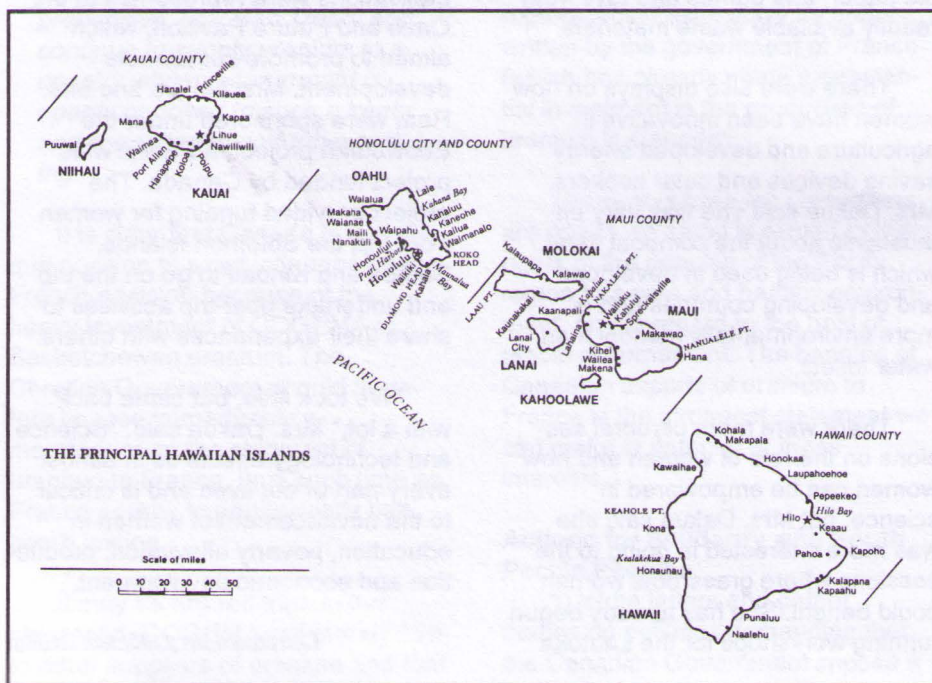 KAUAI COUNTY
Princeville
Hanalei
Kilauea
Mana
Kapaa
Lihue
Nawiliwili
Poipu
Koloa
Hanapepe
Port Allen
Waimea
Puuwai
NIIHAU
KAUAI
HONOLULU CITY AND COUNTY
OAHU
Waialua
Laie
Kahana Bay
Makaha
Kahaluu
Waianae
Kaneohe
Maili
Waipahu
Kailua
Nanakuli
Waimanalo
Honouliuli
Pearl Harbor
Honolulu
Waikiki
DIAMOND HEAD
Kahala
KOKO
HEAD
Maunalua
Bay
MAUI COUNTY
MOLOKAI
Kalaupapa
Kalawao
LAAU PT.
Kaunakakai
NAKALELE PT.
Kaanapali
Lahaina
Wailuku
Kahului
Spreckelsville
MAUI
Makawao
NANUALELE PT.
Lanai
City
Kihei
Wailea
Makena
Hana
LANAI
KAHOOLAWE
PACIFIC OCEAN
HAWAII COUNTY
Kohala
Makapala
Honokaa
Kawaihae
Laupahoehoe
Pepeekeo
KEAHOLE PT.
Hilo Bay
Hilo
Keaau
Kealakekua Bay
Pahoa
Kapoho
Honaunau
Kalapana
Kapaahu
HAWAII
Punaluu
Naalehu
THE PRINCIPAL HAWAIIAN ISLANDS
Scale of miles
0 10 20 30 40 50